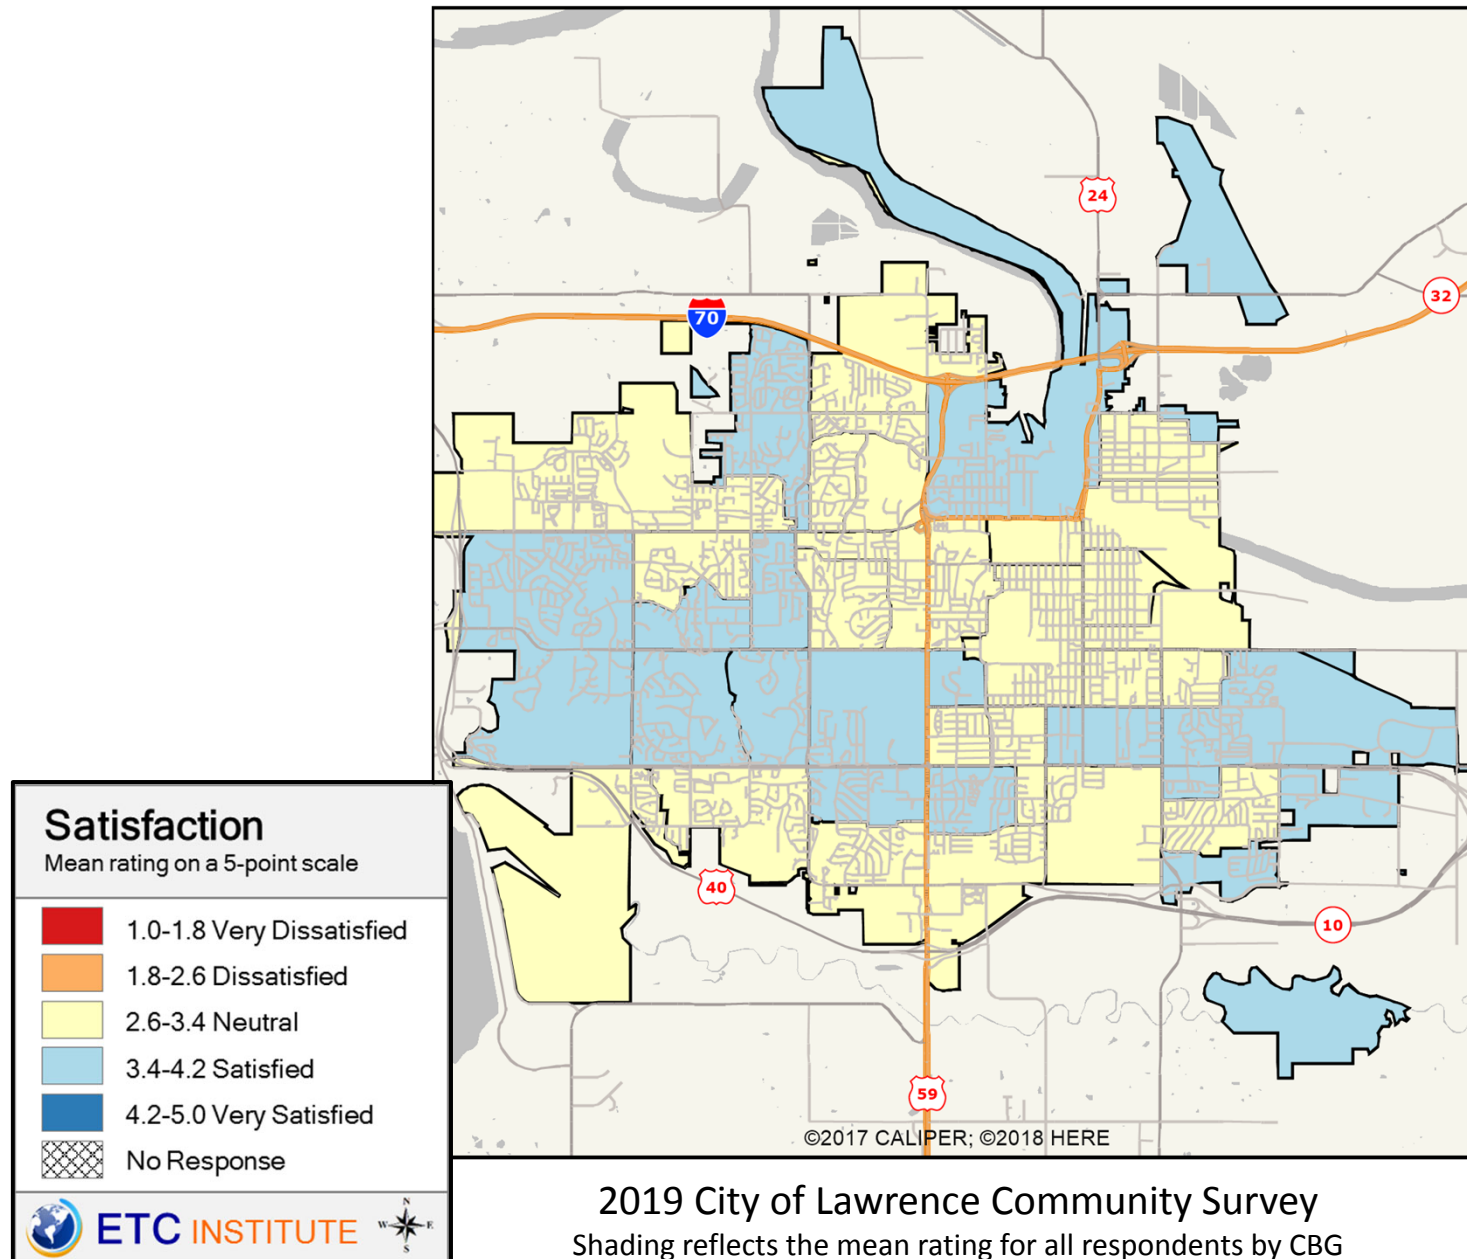 24
32
70
40
10
59
©2017 CALIPER; ©2018 HERE
Satisfaction
Mean rating on a 5-point scale
1.0-1.8 Very Dissatisfied
1.8-2.6 Dissatisfied
2.6-3.4 Neutral
3.4-4.2 Satisfied
4.2-5.0 Very Satisfied
No Response
ETC INSTITUTE
N
W E
S
2019 City of Lawrence Community Survey
Shading reflects the mean rating for all respondents by CBG